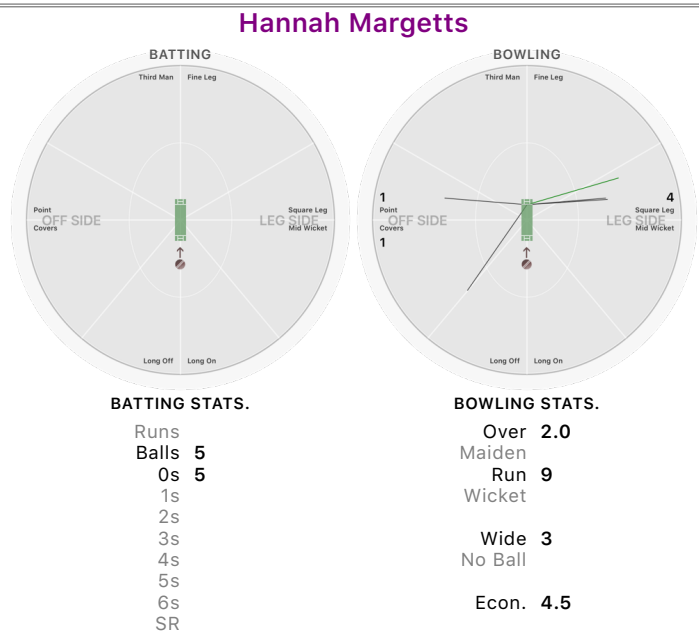 Hannah Margetts
BATTING
Third Man Fine Leg
Point
OFF SIDE
Covers
Square Leg
LEG SIDE
Mid Wicket
Long Off Long On
BATTING STATS.
Runs
Balls 5
0s 5
1s
2s
3s
4s
5s
6s
SR
BOWLING
Third Man Fine Leg
1
Point
OFF SIDE
Covers
1
4
Square Leg
LEG SIDE
Mid Wicket
Long Off Long On
BOWLING STATS.
Over 2.0
Maiden
Run 9
Wicket
Wide 3
No Ball
Econ. 4.5